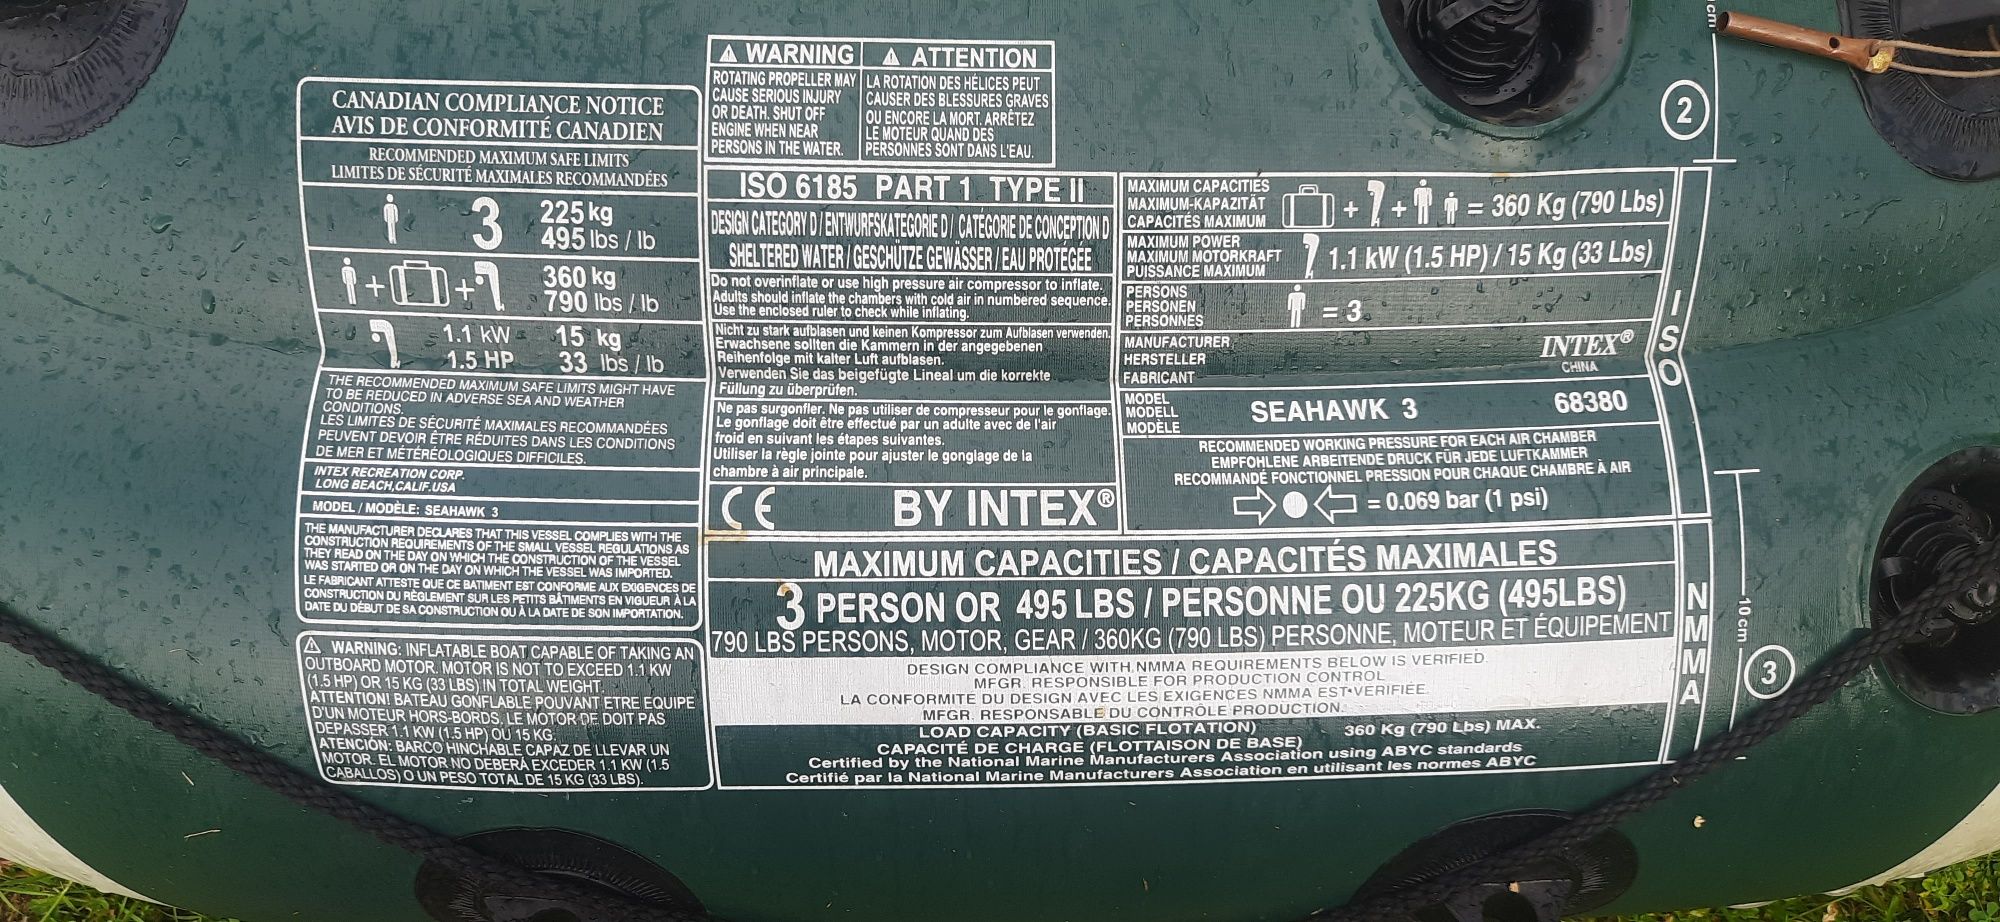 CANADIAN COMPLIANCE NOTICE
AVIS DE CONFORMITÉ CANADIEN
RECOMMENDED MAXIMUM SAFE LIMITS
LIMITES DE SÉCURITÉ MAXIMALES RECOMMANDÉES
3 225 kg
495 lbs / lb
+ + 360 kg
790 lbs / lb
1.1 kW 15 kg
1.5 HP 33 lbs / lb
THE RECOMMENDED MAXIMUM SAFE LIMITS MIGHT HAVE
TO BE REDUCED IN ADVERSE SEA AND WEATHER
CONDITIONS.
LES LIMITES DE SÉCURITÉ MAXIMALES RECOMMANDÉES
PEUVENT DEVOIR ÊTRE RÉDUITES DANS LES CONDITIONS
DE MER ET MÉTÉRÉOLOGIQUES DIFFICILES.
INTEX RECREATION CORP.
LONG BEACH,CALIF.USA
MODEL / MODÈLE: SEAHAWK 3
THE MANUFACTURER DECLARES THAT THIS VESSEL COMPLIES WITH THE
CONSTRUCTION REQUIREMENTS OF THE SMALL VESSEL REGULATIONS AS
THEY READ ON THE DAY ON WHICH THE CONSTRUCTION OF THE VESSEL
WAS STARTED OR ON THE DAY ON WHICH THE VESSEL WAS IMPORTED.
LE FABRICANT ATTESTE QUE CE BATIMENT EST CONFORME AUX EXIGENCES DE
CONSTRUCTION DU RÈGLEMENT SUR LES PETITS BÂTIMENTS EN VIGUEUR À LA
DATE DU DÉBUT DE SA CONSTRUCTION OU À LA DATE DE SON IMPORTATION.
WARNING: INFLATABLE BOAT CAPABLE OF TAKING AN
OUTBOARD MOTOR. MOTOR IS NOT TO EXCEED 1.1 KW
(1.5 HP) OR 15 KG (33 LBS) IN TOTAL WEIGHT.
ATTENTION! BATEAU GONFLABLE POUVANT ETRE EQUIPE
D'UN MOTEUR HORS-BORDS. LE MOTOR DE DOIT PAS
DEPASSER 1.1 KW (1.5 HP) OU 15 KG.
ATENCIÓN: BARCO HINCHABLE CAPAZ DE LLEVAR UN
MOTOR. EL MOTOR NO DEBERÁ EXCEDER 1.1 KW (1.5
CABALLOS) O UN PESO TOTAL DE 15 KG (33 LBS).
WARNING
ROTATING PROPELLER MAY
CAUSE SERIOUS INJURY
OR DEATH. SHUT OFF
ENGINE WHEN NEAR
PERSONS IN THE WATER.
ATTENTION
LA ROTATION DES HÉLICES PEUT
CAUSER DES BLESSURES GRAVES
OU ENCORE LA MORT. ARRÊTEZ
LE MOTEUR QUAND DES
PERSONNES SONT DANS L'EAU.
ISO 6185 PART 1 TYPE II
DESIGN CATEGORY D / ENTWURFSKATEGORIE D / CATÉGORIE DE CONCEPTION D
SHELTERED WATER / GESCHÜTZE GEWÄSSER / EAU PROTÉGÉE
Do not overinflate or use high pressure air compressor to inflate.
Adults should inflate the chambers with cold air in numbered sequence.
Use the enclosed ruler to check while inflating.
Nicht zu stark aufblasen und keinen Kompressor zum Aufblasen verwenden.
Erwachsene sollten die Kammern in der angegebenen
Reihenfolge mit kalter Luft aufblasen.
Verwenden Sie das beigefügte Lineal um die korrekte
Füllung zu überprüfen.
Ne pas surgonfler. Ne pas utiliser de compresseur pour le gonflage.
Le gonflage doit être effectué par un adulte avec de l'air
froid en suivant les étapes suivantes.
Utiliser la règle jointe pour ajuster le gonglage de la
chambre à air principale.
CE BY INTEX®
MAXIMUM CAPACITIES
MAXIMUM-KAPAZITÄT
CAPACITÉS MAXIMUM
+ + = 360 Kg (790 Lbs)
MAXIMUM POWER
MAXIMUM MOTORKRAFT
PUISSANCE MAXIMUM
1.1 kW (1.5 HP) / 15 Kg (33 Lbs)
PERSONS
PERSONEN
PERSONNES
= 3
MANUFACTURER
HERSTELLER
FABRICANT
INTEX®
CHINA
MODEL
MODELL
MODÈLE
SEAHAWK 3 68380
RECOMMENDED WORKING PRESSURE FOR EACH AIR CHAMBER
EMPFOHLENE ARBEITENDE DRUCK FÜR JEDE LUFTKAMMER
RECOMMANDÉ FONCTIONNEL PRESSION POUR CHAQUE CHAMBRE À AIR
= 0.069 bar (1 psi)
ISO
MAXIMUM CAPACITIES / CAPACITÉS MAXIMALES
3 PERSON OR 495 LBS / PERSONNE OU 225KG (495LBS)
790 LBS PERSONS, MOTOR, GEAR / 360KG (790 LBS) PERSONNE, MOTEUR ET ÉQUIPEMENT
DESIGN COMPLIANCE WITH NMMA REQUIREMENTS BELOW IS VERIFIED.
MFGR. RESPONSIBLE FOR PRODUCTION CONTROL
LA CONFORMITÉ DU DESIGN AVEC LES EXIGENCES NMMA EST VÉRIFIÉE.
MFGR. RESPONSABLE DU CONTRÔLE PRODUCTION.
LOAD CAPACITY (BASIC FLOTATION) 360 Kg (790 Lbs) MAX.
CAPACITÉ DE CHARGE (FLOTTAISON DE BASE)
Certified by the National Marine Manufacturers Association using ABYC standards
Certifié par la National Marine Manufacturers Association en utilisant les normes ABYC
NMMA
cm
2
10 cm
3